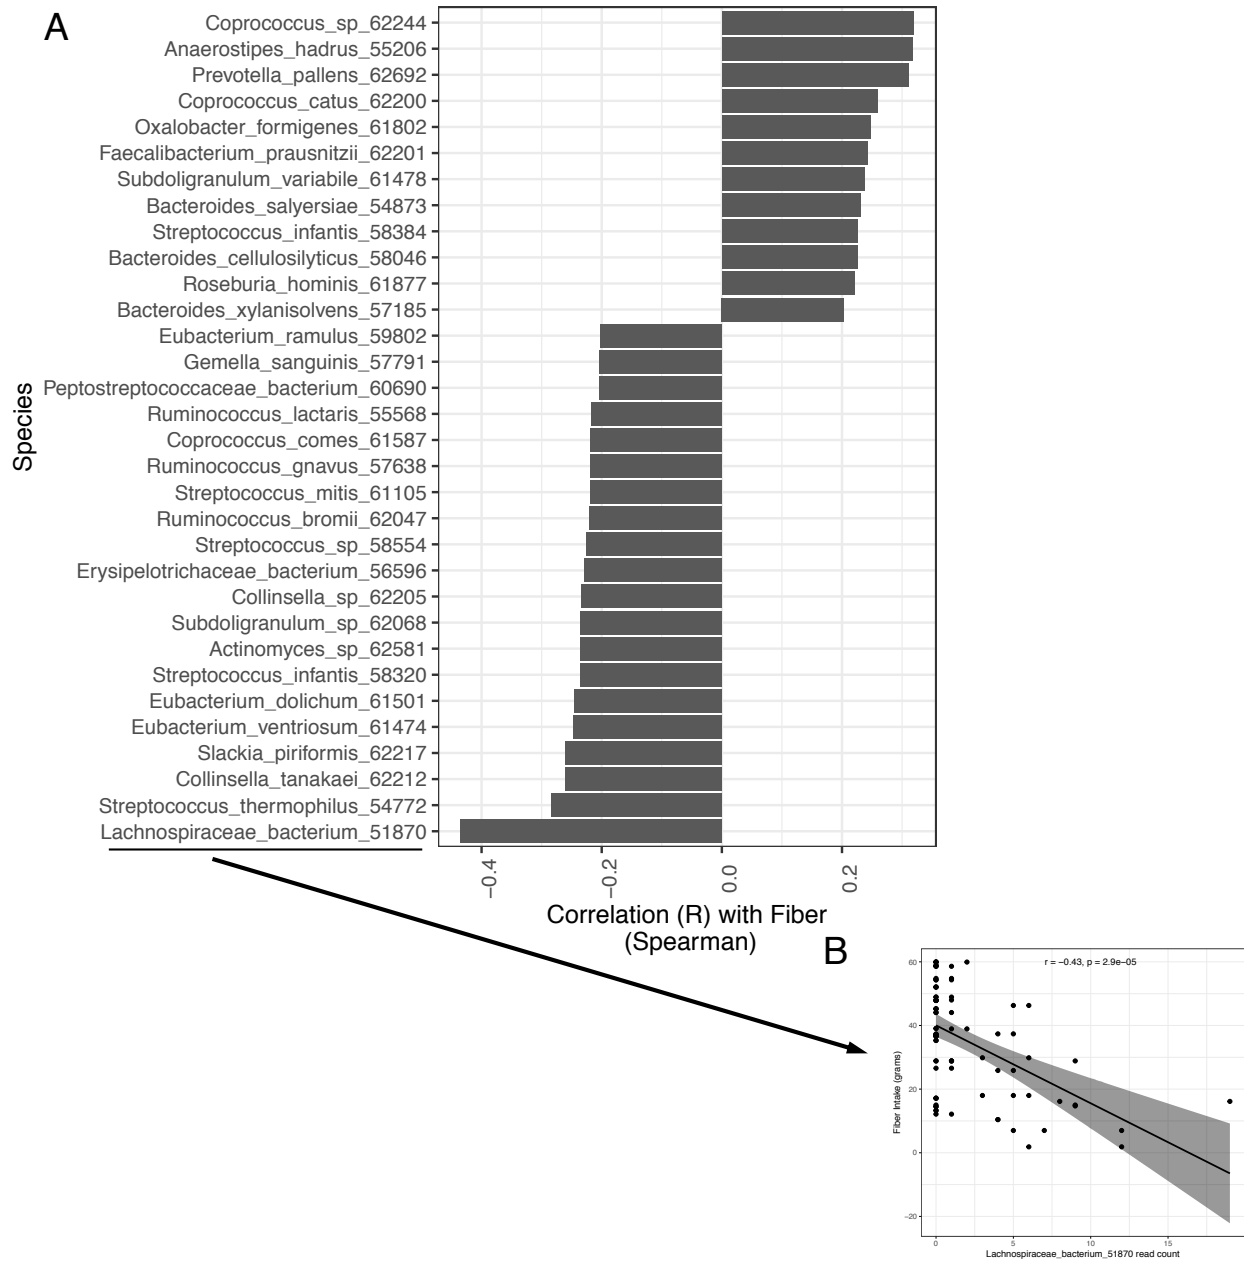 A
Coprococcus_sp_62244
Anaerostipes_hadrus_55206
Prevotella_pallens_62692
Coprococcus_catus_62200
Oxalobacter_formigenes_61802
Faecalibacterium_prausnitzii_62201
Subdoligranulum_variabile_61478
Bacteroides_salyersiae_54873
Streptococcus_infantis_58384
Bacteroides_cellulosilyticus_58046
Roseburia_hominis_61877
Bacteroides_xylanisolvens_57185
Eubacterium_ramulus_59802
Gemella_sanguinis_57791
Peptostreptococcaceae_bacterium_60690
Ruminococcus_lactaris_55568
Coprococcus_comes_61587
Ruminococcus_gnavus_57638
Streptococcus_mitis_61105
Ruminococcus_bromii_62047
Streptococcus_sp_58554
Erysipelotrichaceae_bacterium_56596
Collinsella_sp_62205
Subdoligranulum_sp_62068
Actinomyces_sp_62581
Streptococcus_infantis_58320
Eubacterium_dolichum_61501
Eubacterium_ventriosum_61474
Slackia_piriformis_62217
Collinsella_tanakaei_62212
Streptococcus_thermophilus_54772
Lachnospiraceae_bacterium_51870
Species
−0.4
−0.2
0.0
0.2
Correlation (R) with Fiber
(Spearman)
B
r = −0.43, p = 2.9e−05
60
40
20
0
−20
Fiber Intake (grams)
0
5
10
15
Lachnospiraceae_bacterium_51870 read count